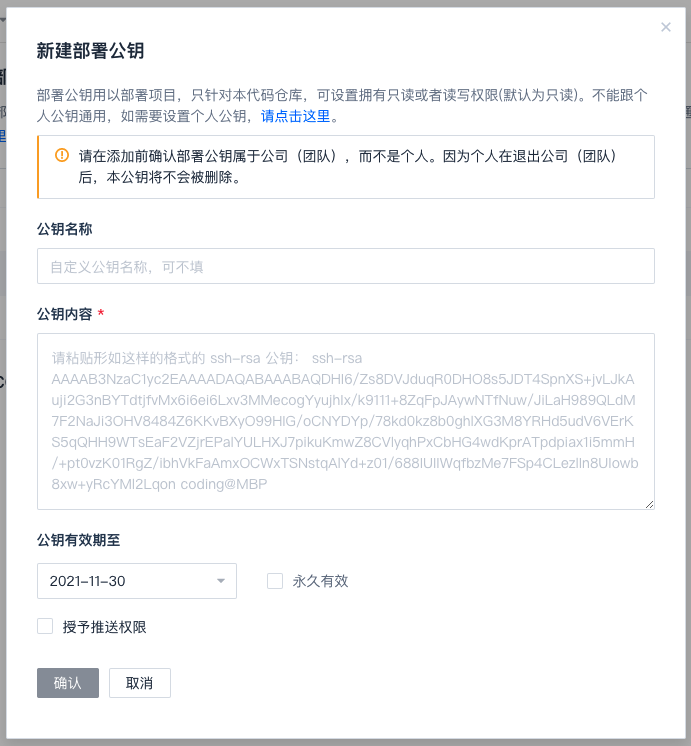 新建部署公钥
部署公钥用以部署项目，只针对本代码仓库，可设置拥有只读或者读写权限(默认为只读)。不能跟个
人公钥通用，如需要设置个人公钥，请点击这里。
请在添加前确认部署公钥属于公司（团队），而不是个人。因为个人在退出公司（团队）
后，本公钥将不会被删除。
公钥名称
自定义公钥名称，可不填
公钥内容 *
请粘贴形如这样的格式的 ssh-rsa 公钥： ssh-rsa
AAAAB3NzaC1yc2EAAAADAQABAAABAQDHI6/Zs8DVJduqR0DHO8s5JDT4SpnXS+jvLJkA
uji2G3nBYTdtjfvMx6i6ei6Lxv3MMecogYyujhlx/k9111+8ZqFpJAywNTfNuw/JiLaH989QLdM
7F2NaJi3OHV8484Z6KKvBXyO99HIG/oCNYDYp/78kd0kz8b0ghlXG3M8YRHd5udV6VErK
S5qQHH9WTsEaF2VZjrEPalYULHXJ7pikuKmwZ8CVlyqhPxCbHG4wdKprATpdpiax1i5mmH
/+pt0vzK01RgZ/ibhVkFaAmxOCWxTSNstqAlYd+z01/688IUIIWqfbzMe7FSp4CLezlIn8UIowb
8xw+yRcYMl2Lqon coding@MBP
公钥有效期至
2021-11-30
永久有效
授予推送权限
确认
取消